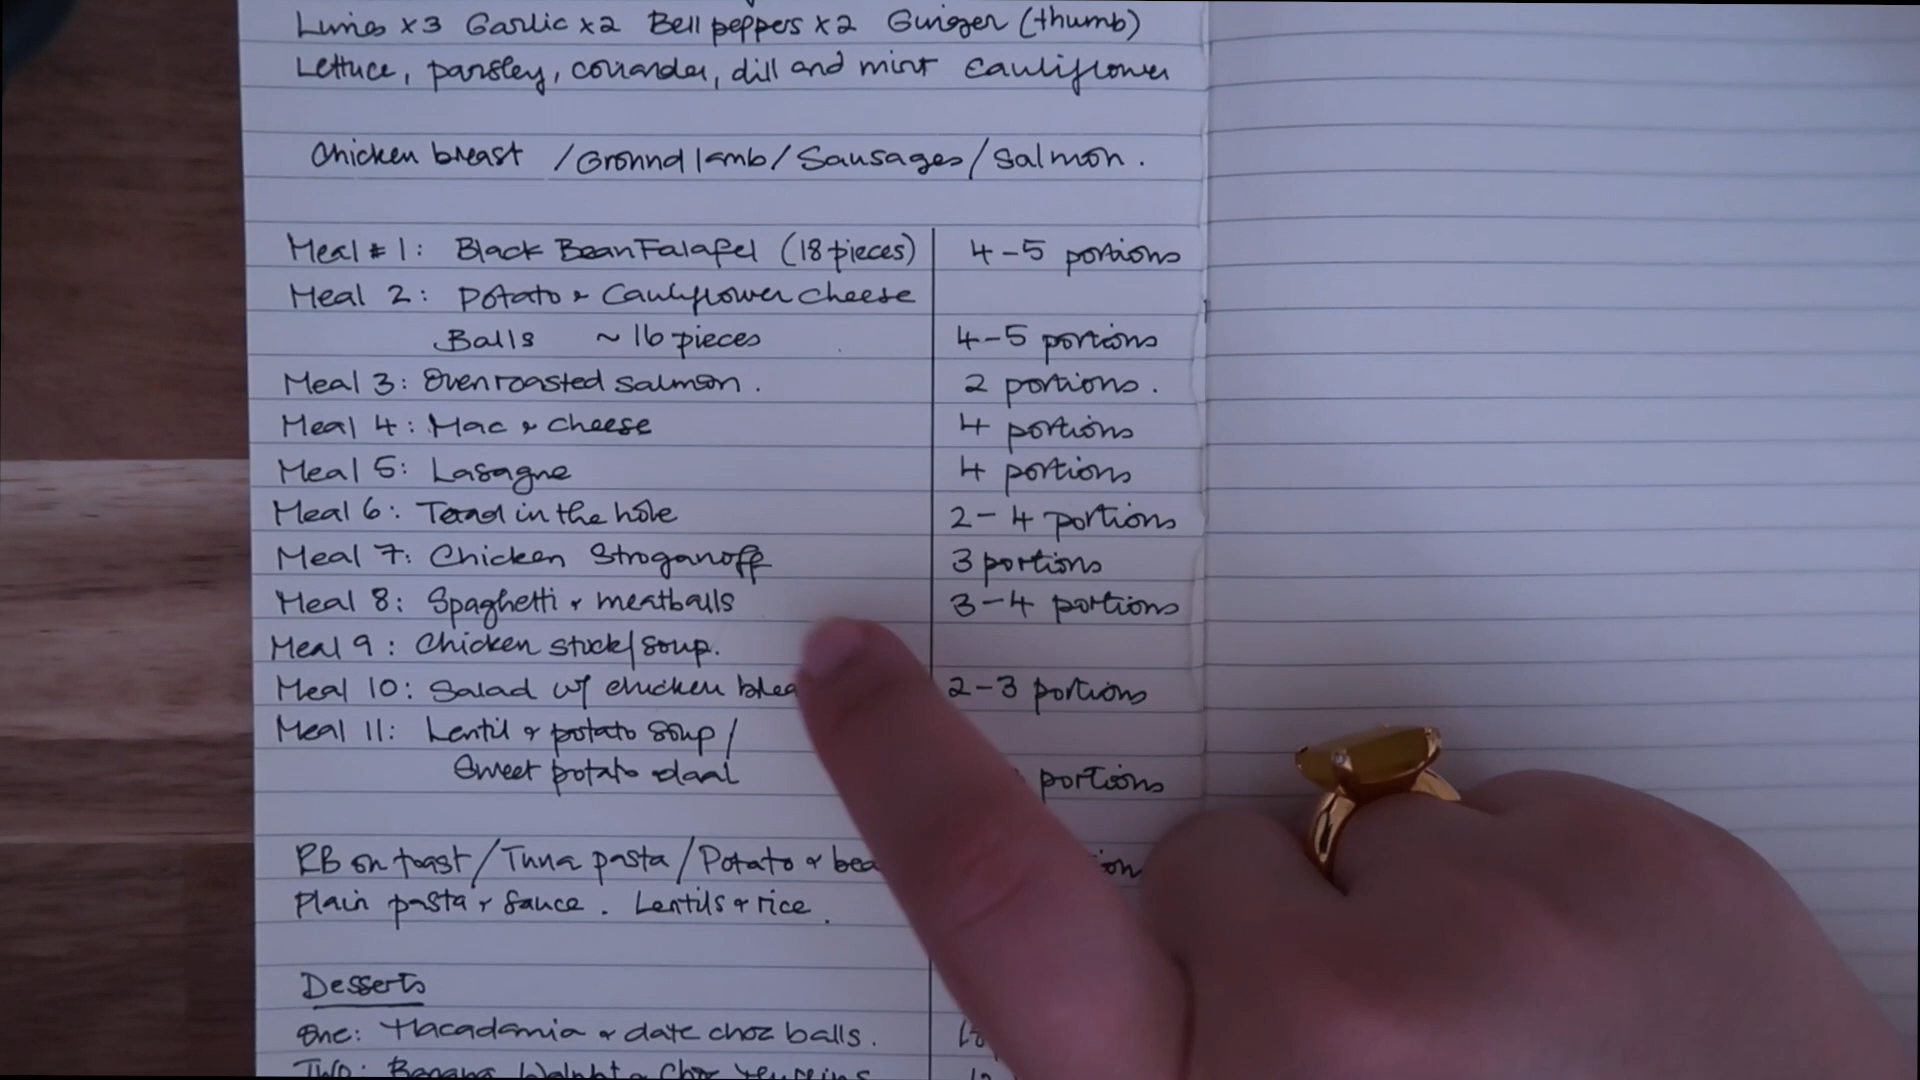 Limes x3 Garlic x2 Bell peppers x2 Ginger (thumb)
Lettuce, parsley, coriander, dill and mint cauliflower
Chicken breast / Ground lamb / Sausages / Salmon.
Meal #1: Black Bean Falafel (18 pieces) 4-5 portions
Meal 2: Potato & Cauliflower cheese
Balls ~ 16 pieces 4-5 portions
Meal 3: Oven roasted salmon. 2 portions.
Meal 4: Mac & cheese 4 portions
Meal 5: Lasagne 4 portions
Meal 6: Toad in the hole 2-4 portions
Meal 7: Chicken Stroganoff 3 portions
Meal 8: Spaghetti & meatballs 3-4 portions
Meal 9: Chicken stock/soup.
Meal 10: Salad w/ chicken 2-3 portions
Meal 11: Lentil & potato soup /
Sweet potato daal portions
on toast / Tuna pasta / Potato &
Plain pasta & sauce. Lentils & rice.
Desserts
One: Macadamia & date choc balls.
Two: Banana Walnut & Choc